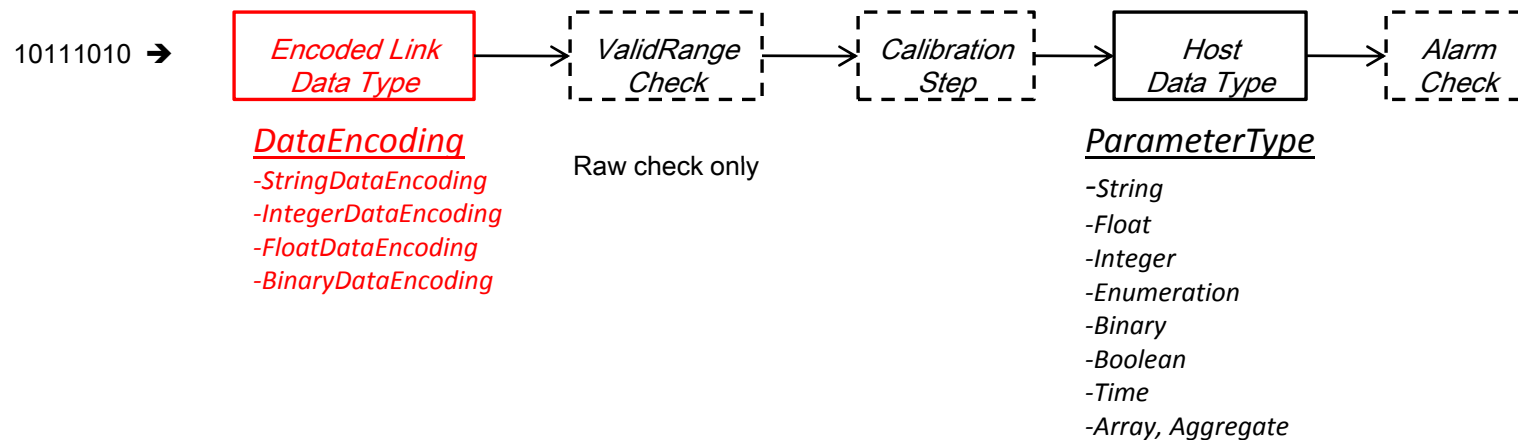 10111010 ➔
Encoded Link
Data Type
ValidRange
Check
Calibration
Step
Host
Data Type
Alarm
Check
DataEncoding
-StringDataEncoding
-IntegerDataEncoding
-FloatDataEncoding
-BinaryDataEncoding
Raw check only
ParameterType
-String
-Float
-Integer
-Enumeration
-Binary
-Boolean
-Time
-Array, Aggregate